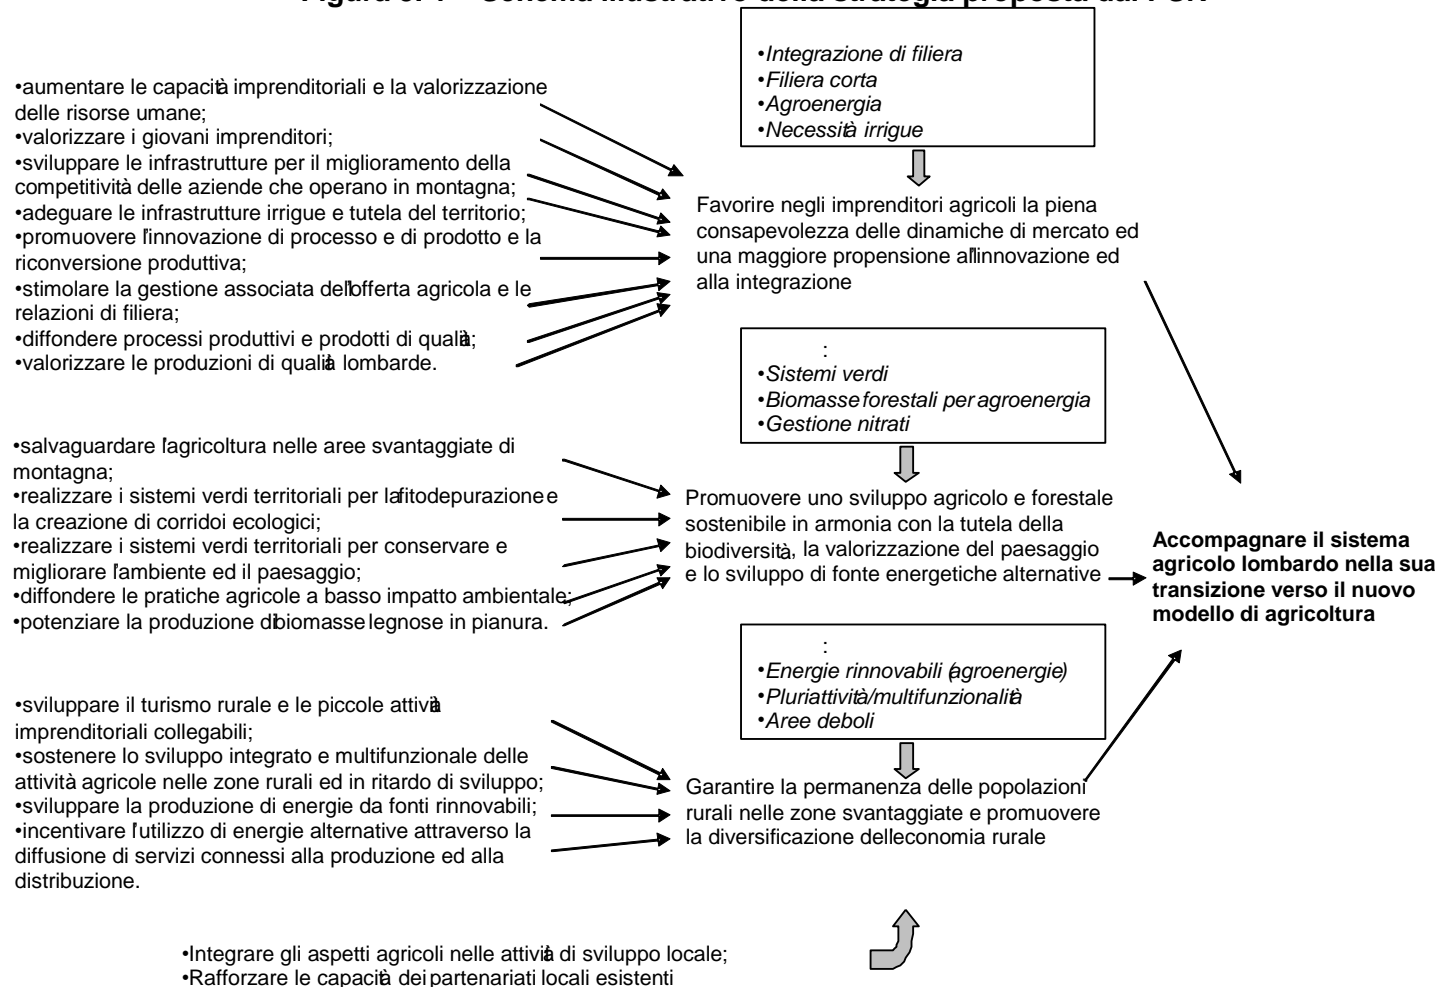 •Integrazione di filiera
•Filiera corta
•Agroenergia
•Necessità irrigue
•aumentare le capacità imprenditoriali e la valorizzazione
delle risorse umane;
•valorizzare i giovani imprenditori;
•sviluppare le infrastrutture per il miglioramento della
competitività delle aziende che operano in montagna;
•adeguare le infrastrutture irrigue e tutela del territorio;
•promuovere l'innovazione di processo e di prodotto e la
riconversione produttiva;
•stimolare la gestione associata dell'offerta agricola e le
relazioni di filiera;
•diffondere processi produttivi e prodotti di qualità;
•valorizzare le produzioni di qualità lombarde.
Favorire negli imprenditori agricoli la piena
consapevolezza delle dinamiche di mercato ed
una maggiore propensione all'innovazione ed
alla integrazione
:
•Sistemi verdi
•Biomasse forestali per agroenergia
•Gestione nitrati
•salvaguardare l'agricoltura nelle aree svantaggiate di
montagna;
•realizzare i sistemi verdi territoriali per la fitodepurazione e
la creazione di corridoi ecologici;
•realizzare i sistemi verdi territoriali per conservare e
migliorare l'ambiente ed il paesaggio;
•diffondere le pratiche agricole a basso impatto ambientale;
•potenziare la produzione di biomasse legnose in pianura.
Promuovere uno sviluppo agricolo e forestale
sostenibile in armonia con la tutela della
biodiversità, la valorizzazione del paesaggio
e lo sviluppo di fonte energetiche alternative
Accompagnare il sistema
agricolo lombardo nella sua
transizione verso il nuovo
modello di agricoltura
:
•Energie rinnovabili (agroenergie)
•Pluriattività/multifunzionalità
•Aree deboli
•sviluppare il turismo rurale e le piccole attività
imprenditoriali collegabili;
•sostenere lo sviluppo integrato e multifunzionale delle
attività agricole nelle zone rurali ed in ritardo di sviluppo;
•sviluppare la produzione di energie da fonti rinnovabili;
•incentivare l'utilizzo di energie alternative attraverso la
diffusione di servizi connessi alla produzione ed alla
distribuzione.
Garantire la permanenza delle popolazioni
rurali nelle zone svantaggiate e promuovere
la diversificazione dell'economia rurale
•Integrare gli aspetti agricoli nelle attività di sviluppo locale;
•Rafforzare le capacità dei partenariati locali esistenti